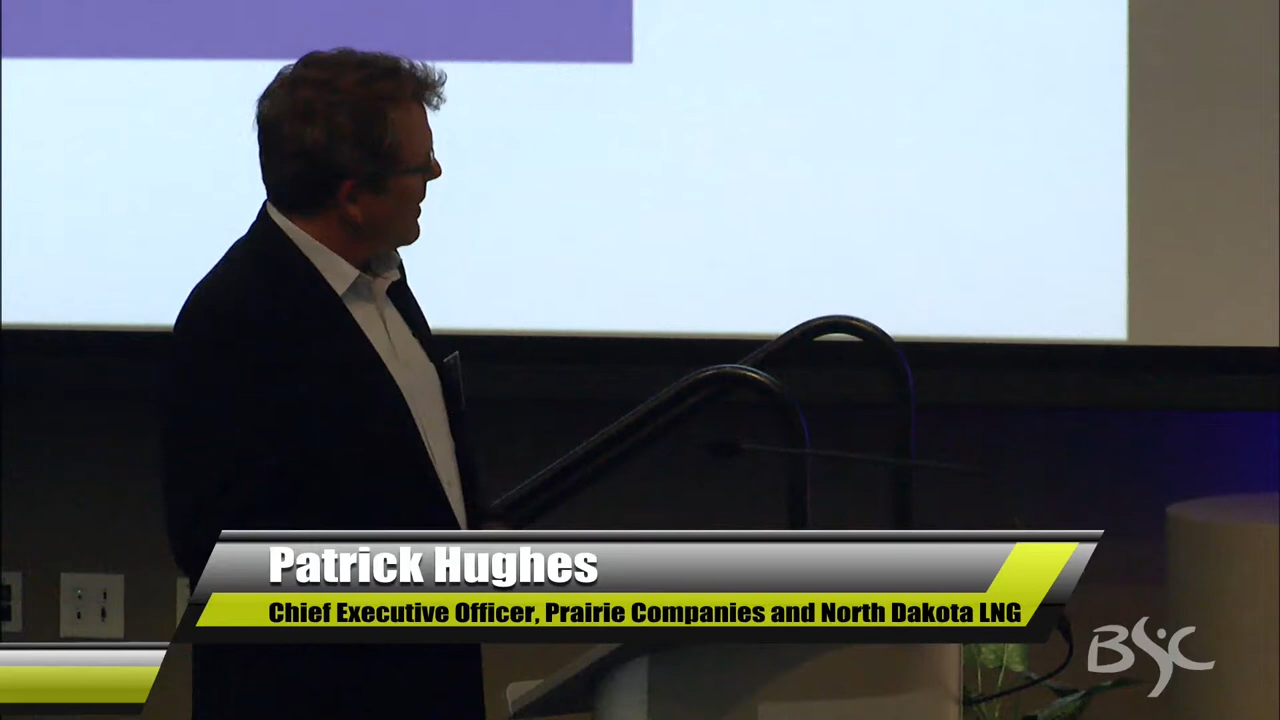 Patrick Hughes
Chief Executive Officer, Prairie Companies and North Dakota LNG
BSC